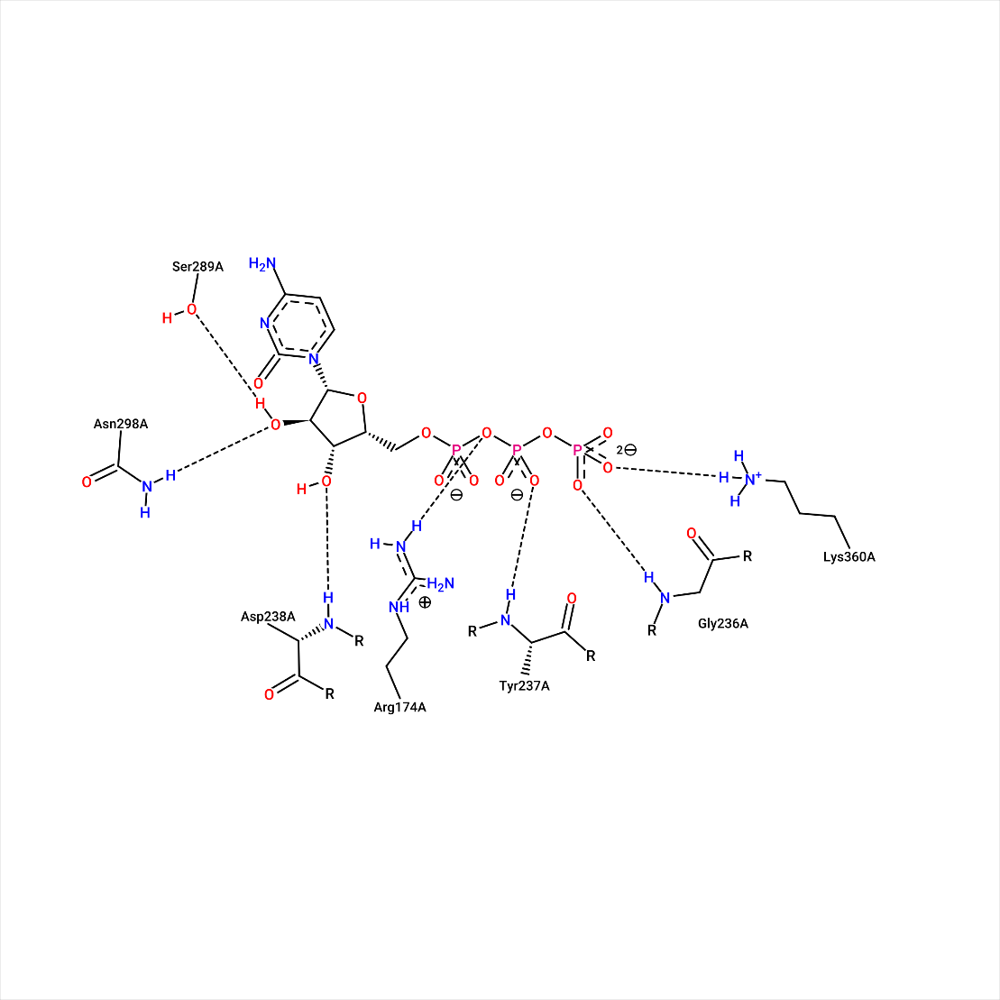 H₂N
Ser289A
O
H
N
N
O
H
O
O
Asn298A
O
O
O
O
O
P
P
P
2⊖
O
H
H
N⁺
H
H
O
N
H
H
O
H
O
O
⊖
O
O
⊖
O
H
H
N
H
O
R
Lys360A
H₂N
NH
⊕
H
N
R
Asp238A
O
R
H
N
R
O
R
H
N
R
Gly236A
Tyr237A
Arg174A